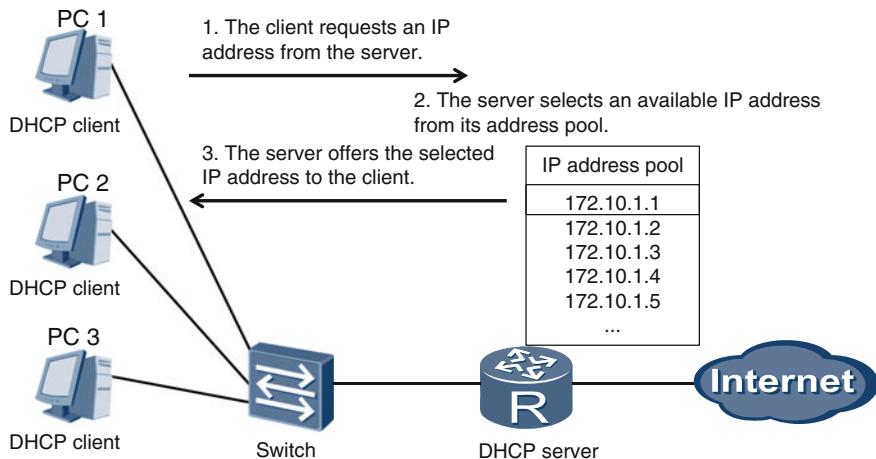 PC 1
1. The client requests an IP
address from the server.
DHCP client
2. The server selects an available IP address
from its address pool.
3. The server offers the selected
IP address to the client.
IP address pool
172.10.1.1
172.10.1.2
172.10.1.3
172.10.1.4
172.10.1.5
...
PC 2
DHCP client
PC 3
DHCP client
Switch
R
DHCP server
Internet